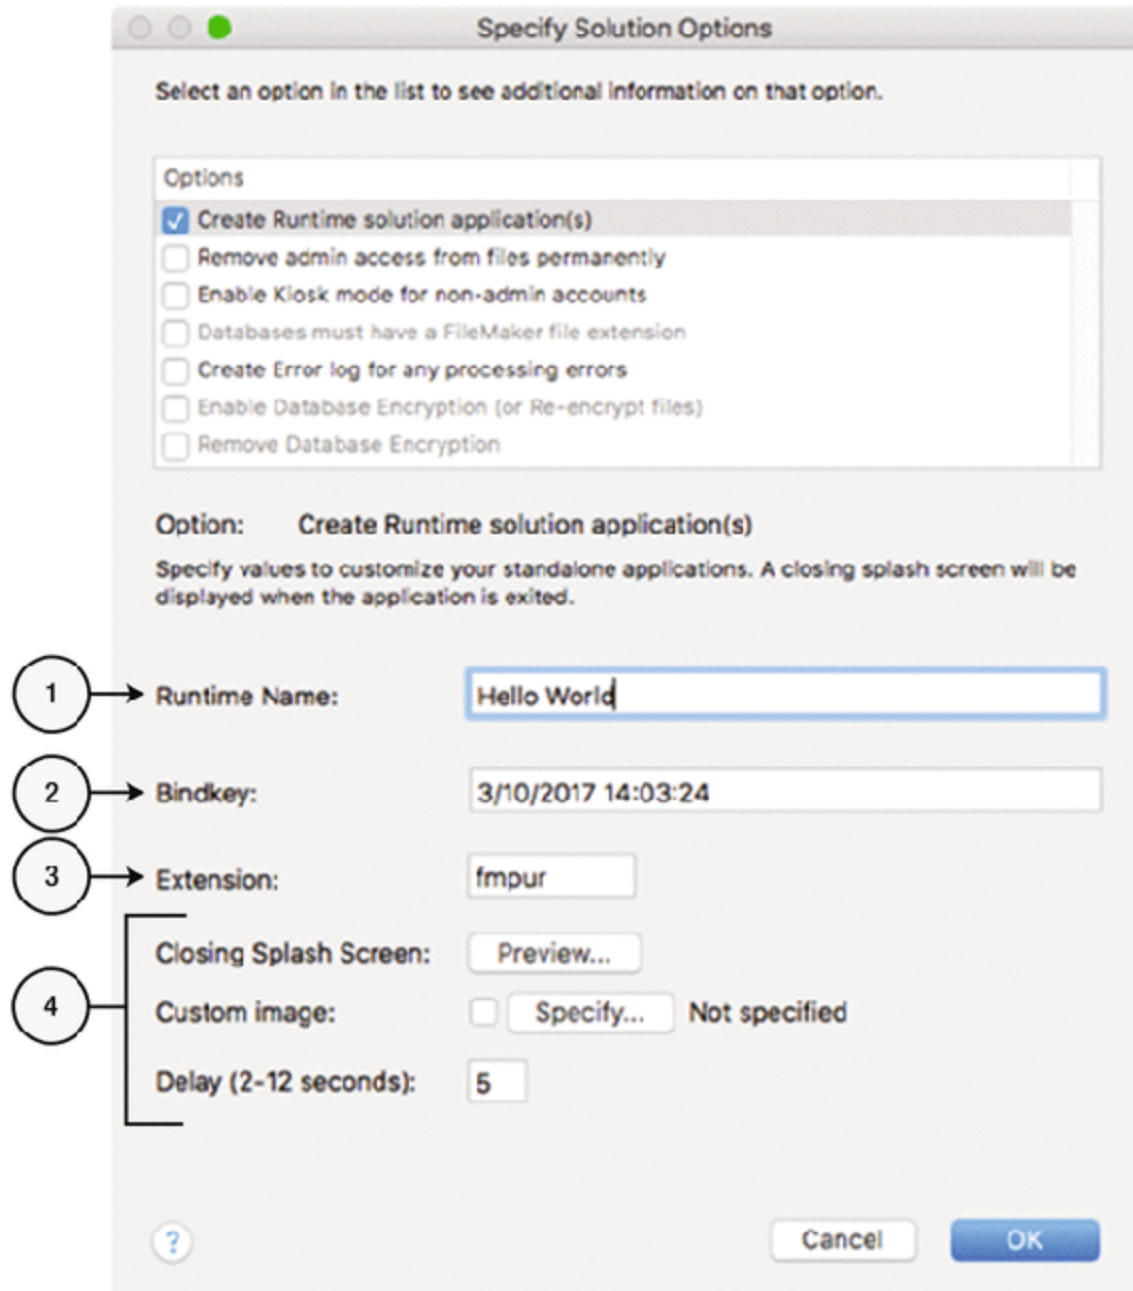 Specify Solution Options
Select an option in the list to see additional information on that option.
Options
Create Runtime solution application(s)
Remove admin access from files permanently
Enable Kiosk mode for non-admin accounts
Databases must have a FileMaker file extension
Create Error log for any processing errors
Enable Database Encryption (or Re-encrypt files)
Remove Database Encryption
Option: Create Runtime solution application(s)
Specify values to customize your standalone applications. A closing splash screen will be
displayed when the application is exited.
1 Runtime Name: Hello World
2 Bindkey: 3/10/2017 14:03:24
3 Extension: fmpur
Closing Splash Screen: Preview...
4 Custom image: Specify... Not specified
Delay (2-12 seconds): 5
? Cancel OK